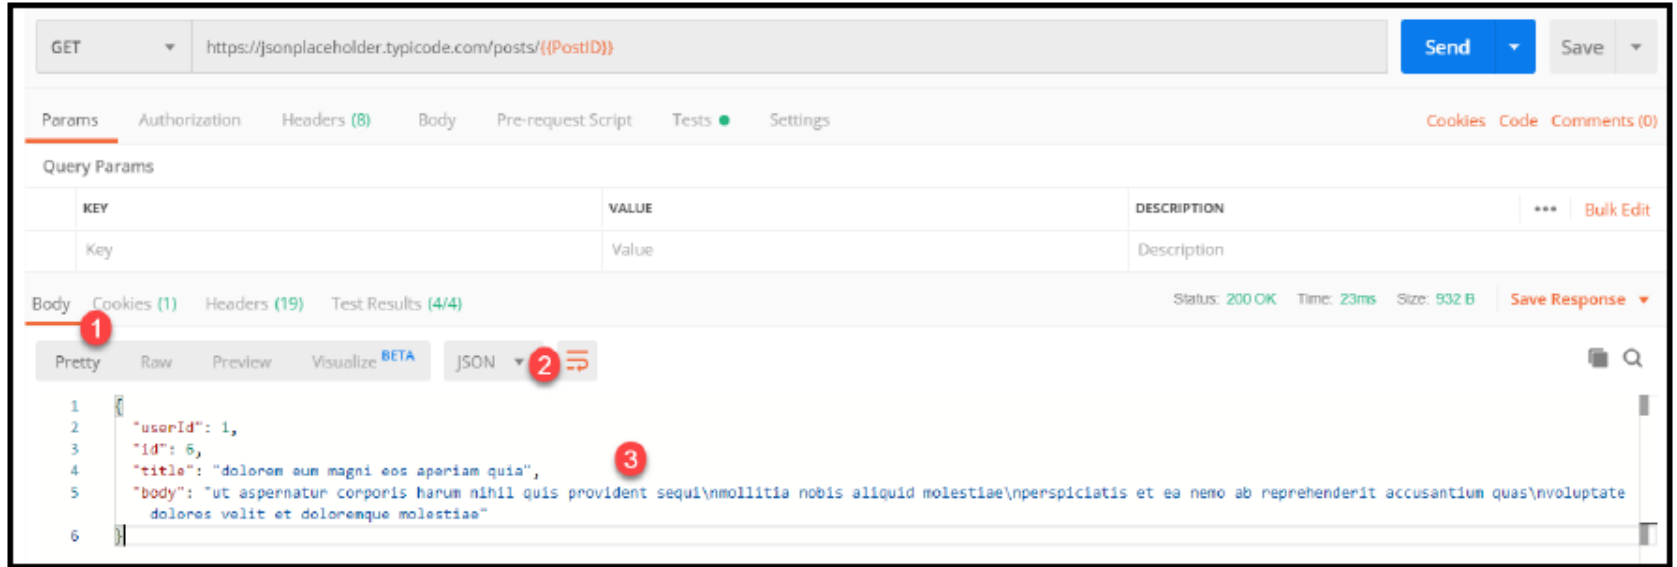 GET https://jsonplaceholder.typicode.com/posts/{{PostID}} Send Save
Params Authorization Headers (8) Body Pre-request Script Tests Settings Cookies Code Comments (0)
Query Params
KEY VALUE DESCRIPTION ••• Bulk Edit
Key Value Description
Body Cookies (1) Headers (19) Test Results (4/4) Status: 200 OK Time: 23ms Size: 932 B Save Response
1
Pretty Raw Preview Visualize BETA JSON 2
1 {
2 "userId": 1,
3 "id": 6,
3
4 "title": "dolorem eum magni eos aperiam quia",
5 "body": "ut aspernatur corporis harum nihil quis provident sequi\nmollitia nobis aliquid molestiae\nperspiciatis et ea nemo ab reprehenderit accusantium quas\nvoluptate
dolores velit et doloremque molestiae"
6 }